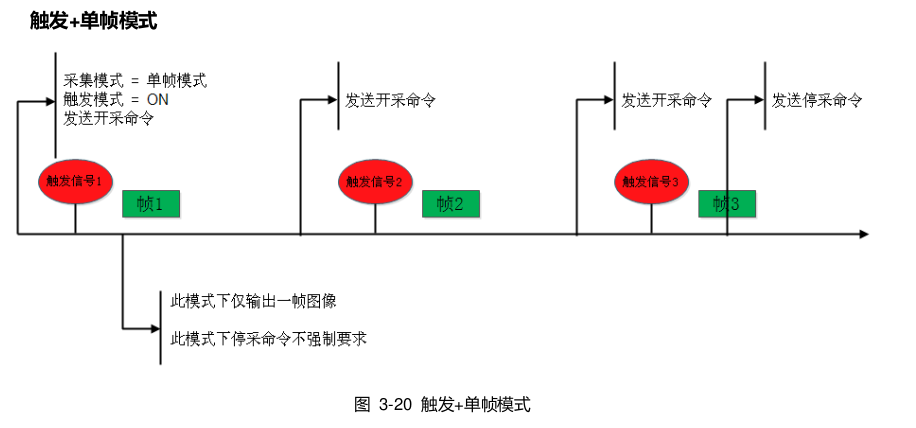 触发+单帧模式
采集模式 = 单帧模式
触发模式 = ON
发送开采命令
发送开采命令
发送开采命令
发送停采命令
触发信号1
帧1
触发信号2
帧2
触发信号3
帧3
此模式下仅输出一帧图像
此模式下停采命令不强制要求
图 3-20 触发+单帧模式